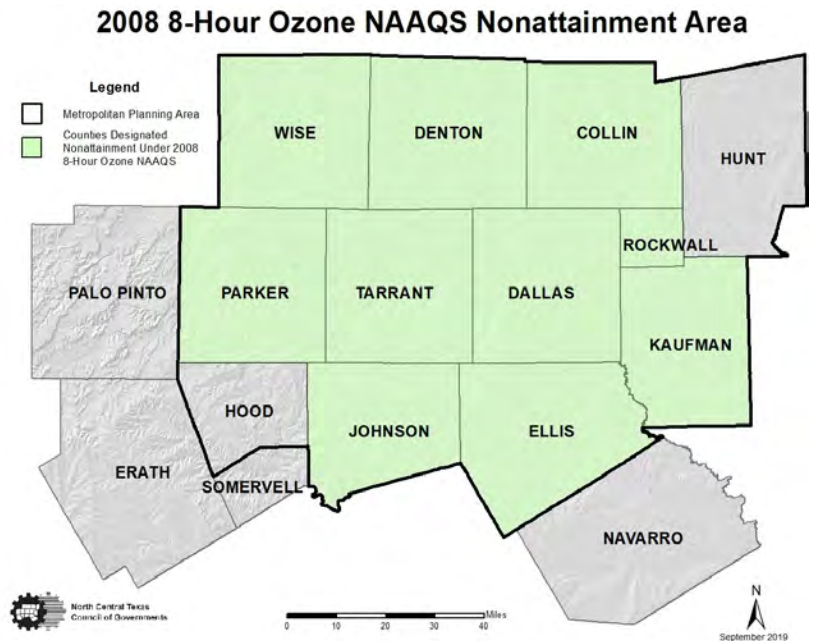 2008 8-Hour Ozone NAAQS Nonattainment Area
Legend
Metropolitan Planning Area
Counties Designated
Nonattainment Under 2008
8-Hour Ozone NAAQS
WISE
DENTON
COLLIN
HUNT
ROCKWALL
PALO PINTO
PARKER
TARRANT
DALLAS
KAUFMAN
HOOD
JOHNSON
ELLIS
ERATH
SOMERVELL
NAVARRO
North Central Texas
Council of Governments
Miles
0 10 20 30 40
N
September 2019